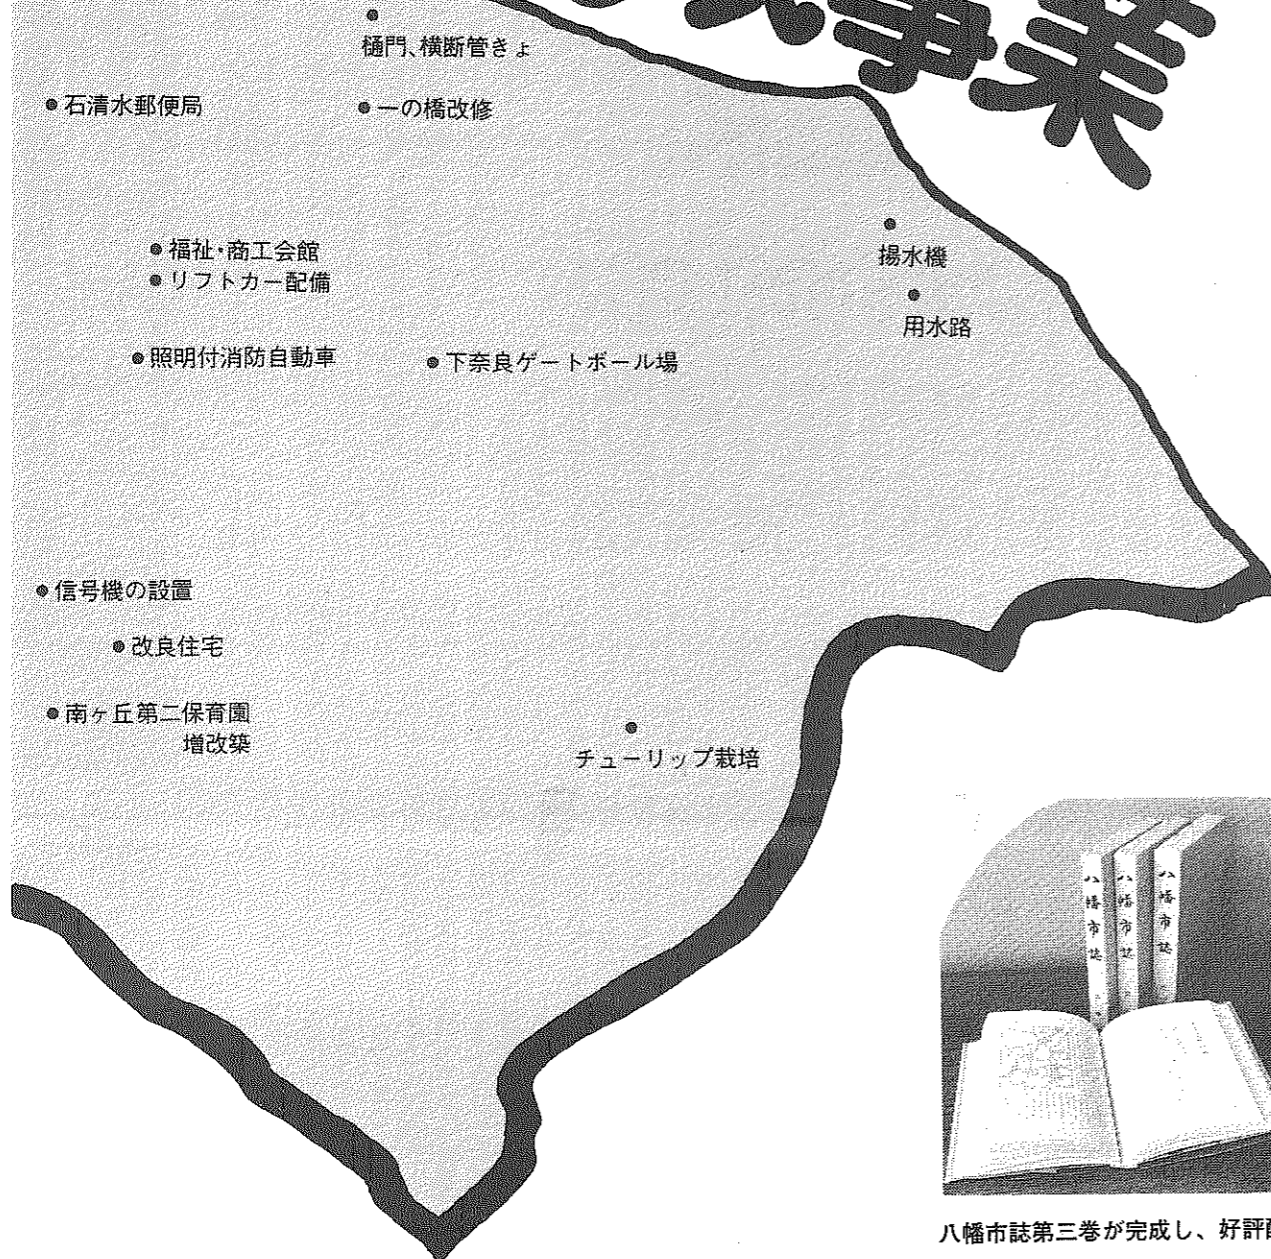 事業
樋門、横断管きょ
石清水郵便局
一の橋改修
福祉・商工会館
リフトカー配備
揚水機
用水路
照明付消防自動車
下奈良ゲートボール場
信号機の設置
改良住宅
南ヶ丘第二保育園
増改築
チューリップ栽培
八幡市誌
八幡市誌
八幡市誌
八幡市誌第三巻が完成し、好評